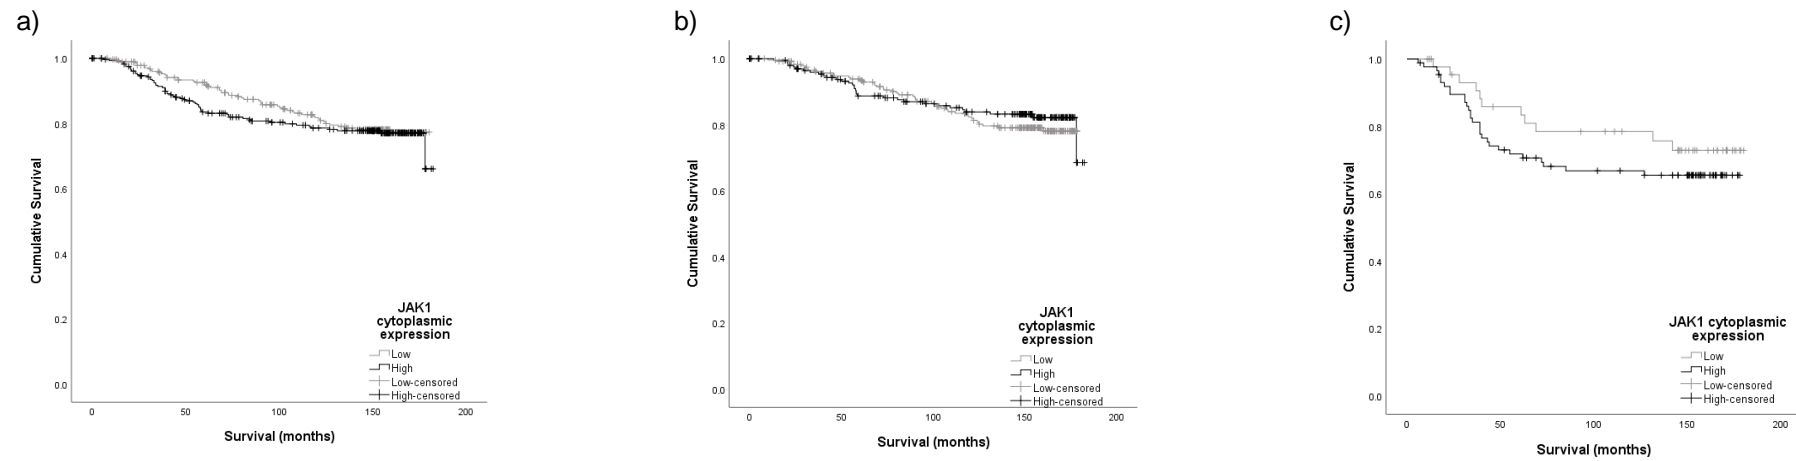 a)
1.0
0.8
0.6
0.4
0.2
0.0
Cumulative Survival
0 50 100 150 200
Survival (months)
JAK1
cytoplasmic
expression
Low
High
Low-censored
High-censored
b)
1.0
0.8
0.6
0.4
0.2
0.0
Cumulative Survival
0 50 100 150 200
Survival (months)
JAK1
cytoplasmic
expression
Low
High
Low-censored
High-censored
c)
1.0
0.8
0.6
0.4
0.2
0.0
Cumulative Survival
0 50 100 150 200
Survival (months)
JAK1 cytoplasmic
expression
Low
High
Low-censored
High-censored